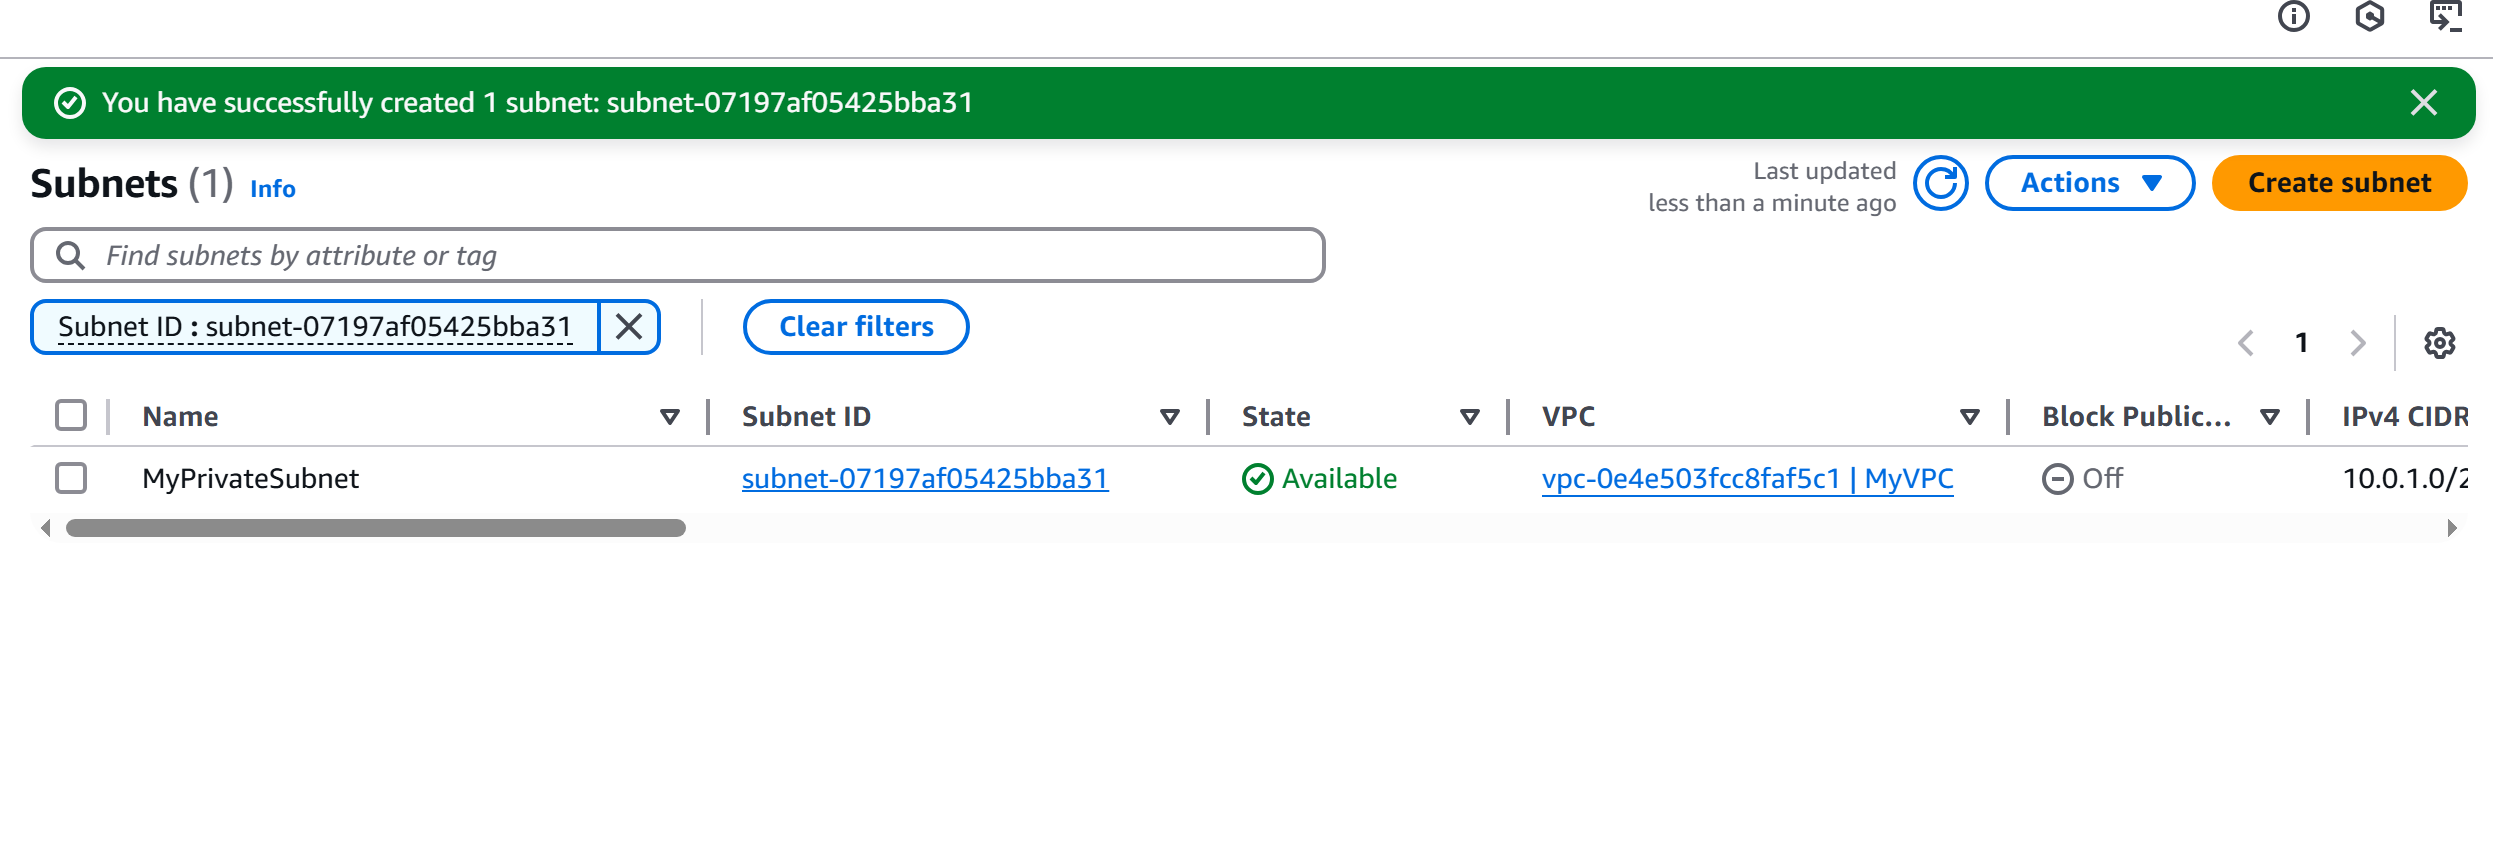 You have successfully created 1 subnet: subnet-07197af05425bba31
Subnets (1) Info
Last updated
less than a minute ago
Actions
Create subnet
Find subnets by attribute or tag
Subnet ID : subnet-07197af05425bba31
Clear filters
1
Name Subnet ID State VPC Block Public... IPv4 CIDR
MyPrivateSubnet subnet-07197af05425bba31 Available vpc-0e4e503fcc8faf5c1 | MyVPC Off 10.0.1.0/2